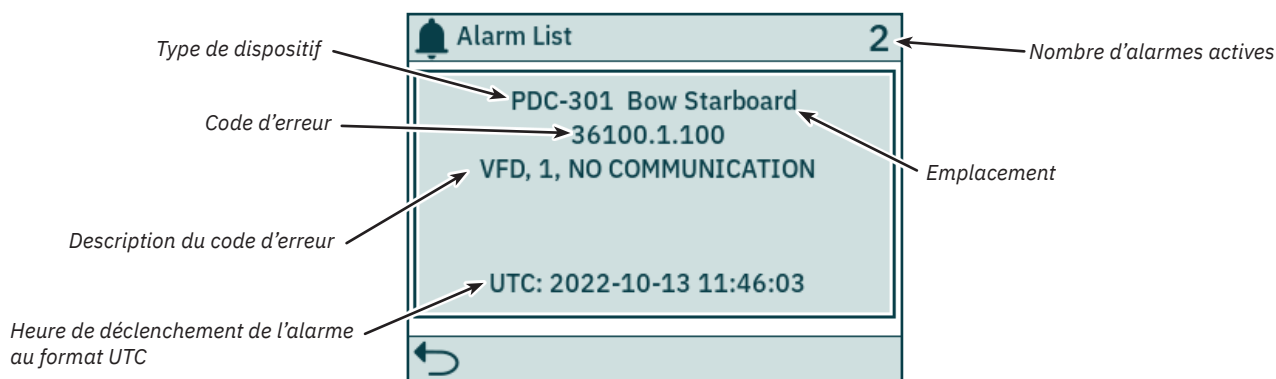 Alarm List 2
Type de dispositif
Nombre d'alarmes actives
PDC-301 Bow Starboard
Code d'erreur
36100.1.100
VFD, 1, NO COMMUNICATION
Emplacement
Description du code d'erreur
UTC: 2022-10-13 11:46:03
Heure de déclenchement de l'alarme
au format UTC